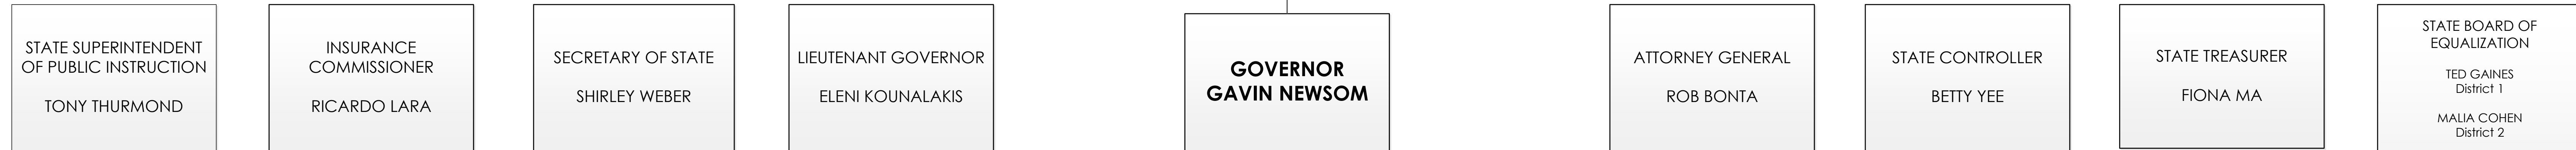 STATE SUPERINTENDENT
OF PUBLIC INSTRUCTION
TONY THURMOND
INSURANCE
COMMISSIONER
RICARDO LARA
SECRETARY OF STATE
SHIRLEY WEBER
LIEUTENANT GOVERNOR
ELENI KOUNALAKIS
GOVERNOR
GAVIN NEWSOM
ATTORNEY GENERAL
ROB BONTA
STATE CONTROLLER
BETTY YEE
STATE TREASURER
FIONA MA
STATE BOARD OF
EQUALIZATION
TED GAINES
District 1
MALIA COHEN
District 2